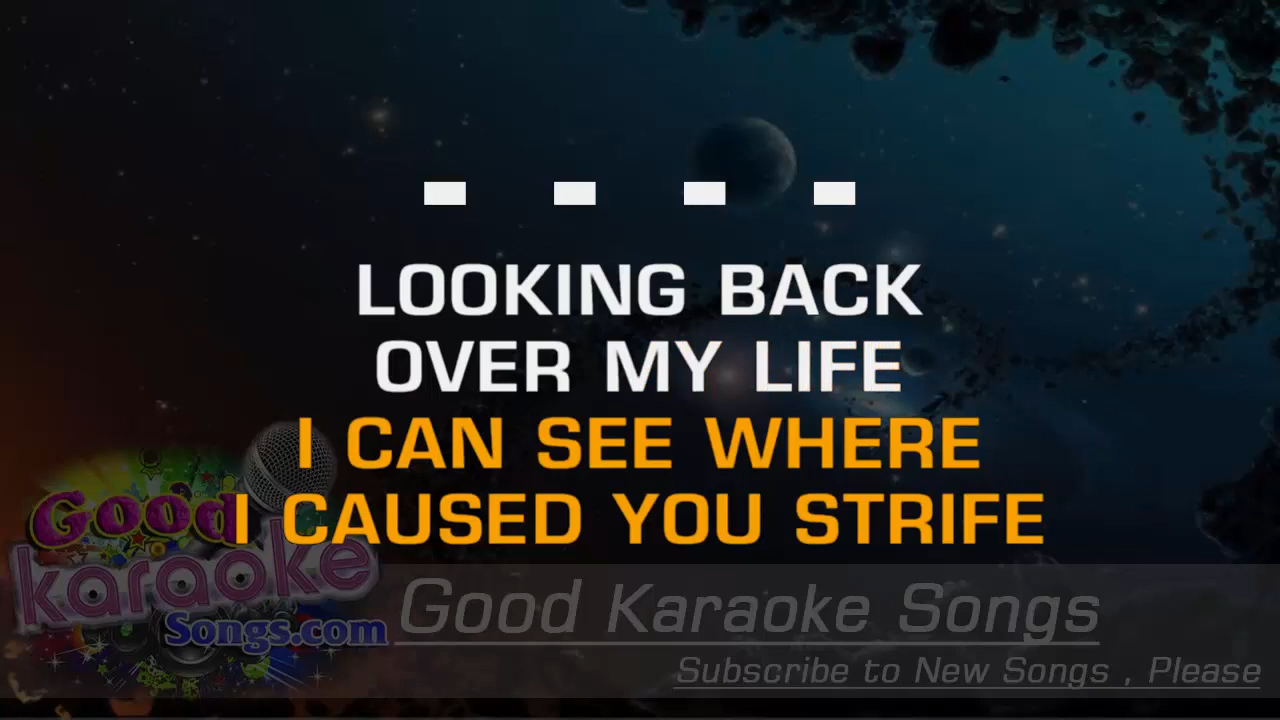 LOOKING BACK
OVER MY LIFE
I CAN SEE WHERE
I CAUSED YOU STRIFE
Good
karaoke
Songs.com
Good Karaoke Songs
Subscribe to New Songs , Please